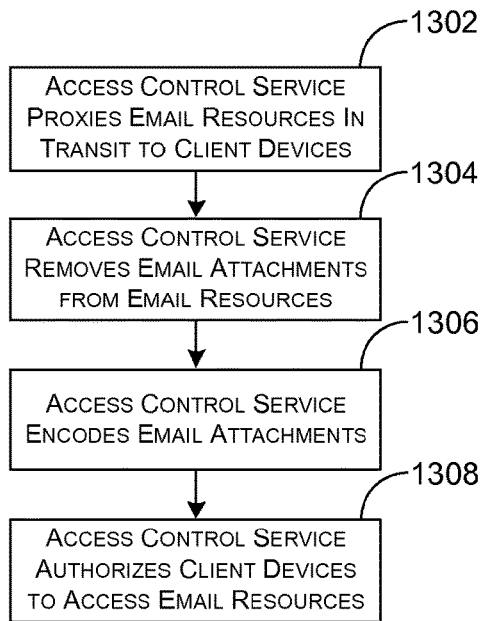 1302
ACCESS CONTROL SERVICE
PROXIES EMAIL RESOURCES IN
TRANSIT TO CLIENT DEVICES
1304
ACCESS CONTROL SERVICE
REMOVES EMAIL ATTACHMENTS
FROM EMAIL RESOURCES
1306
ACCESS CONTROL SERVICE
ENCODES EMAIL ATTACHMENTS
1308
ACCESS CONTROL SERVICE
AUTHORIZES CLIENT DEVICES
TO ACCESS EMAIL RESOURCES